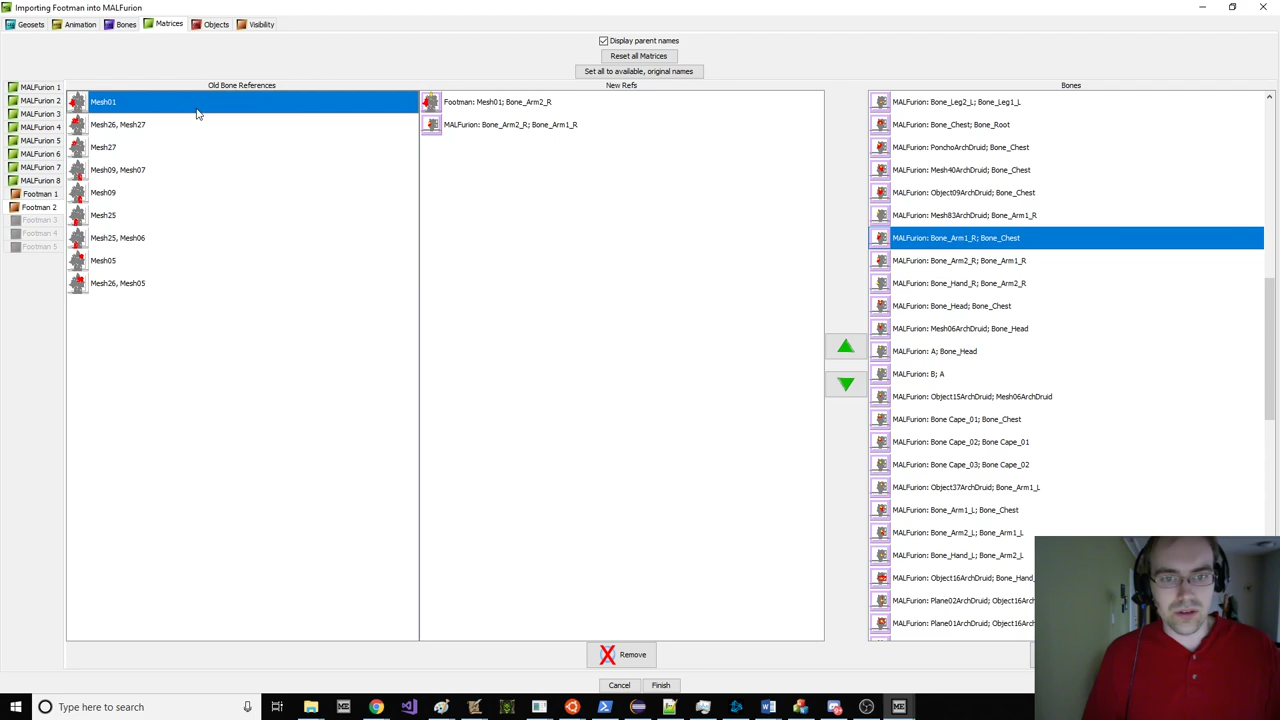 Importing Footman into MALFurion
Geosets Animation Bones Matrices Objects Visibility
Display parent names
Reset all Matrices
Set all to available, original names
Old Bone References New Refs Bones
MALFurion 1
MALFurion 2
MALFurion 3
MALFurion 4
MALFurion 5
MALFurion 6
MALFurion 7
MALFurion 8
Footman 1
Footman 2
Footman 3
Footman 4
Footman 5
Mesh01
Mesh26, Mesh27
Mesh27
Mesh09, Mesh07
Mesh09
Mesh25
Mesh25, Mesh06
Mesh05
Mesh26, Mesh05
Footman: Mesh01; Bone_Arm2_R
MALFurion: Bone_Arm2_R; Bone_Arm1_R
MALFurion: Bone_Leg2_L; Bone_Leg1_L
MALFurion: Bone_Chest; Bone_Root
MALFurion: PonchoArchDruid; Bone_Chest
MALFurion: Mesh40ArchDruid; Bone_Chest
MALFurion: Object09ArchDruid; Bone_Chest
MALFurion: Mesh83ArchDruid; Bone_Arm1_R
MALFurion: Bone_Arm1_R; Bone_Chest
MALFurion: Bone_Arm2_R; Bone_Arm1_R
MALFurion: Bone_Hand_R; Bone_Arm2_R
MALFurion: Bone_Head; Bone_Chest
MALFurion: Mesh06ArchDruid; Bone_Head
MALFurion: A; Bone_Head
MALFurion: B; A
MALFurion: Object15ArchDruid; Mesh06ArchDruid
MALFurion: Bone Cape_01; Bone_Chest
MALFurion: Bone Cape_02; Bone Cape_01
MALFurion: Bone Cape_03; Bone Cape_02
MALFurion: Object37ArchDruid; Bone_Arm1_L
MALFurion: Bone_Arm1_L; Bone_Chest
MALFurion: Bone_Arm2_L; Bone_Arm1_L
MALFurion: Bone_Hand_L; Bone_Arm2_L
MALFurion: Object16ArchDruid; Bone_Hand_
MALFurion: Plane02ArchDruid; Object16Arc
MALFurion: Plane01ArchDruid; Object16Arc
Remove
Cancel Finish
Type here to search